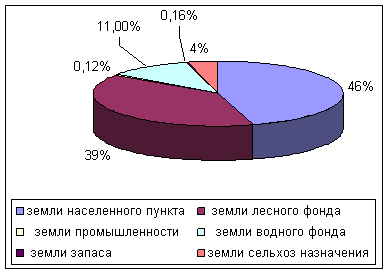 0,16%
11,00%
4%
0,12%
46%
39%
земли населенного пункта земли лесного фонда
земли промышленности земли водного фонда
земли запаса земли сельхоз назначения